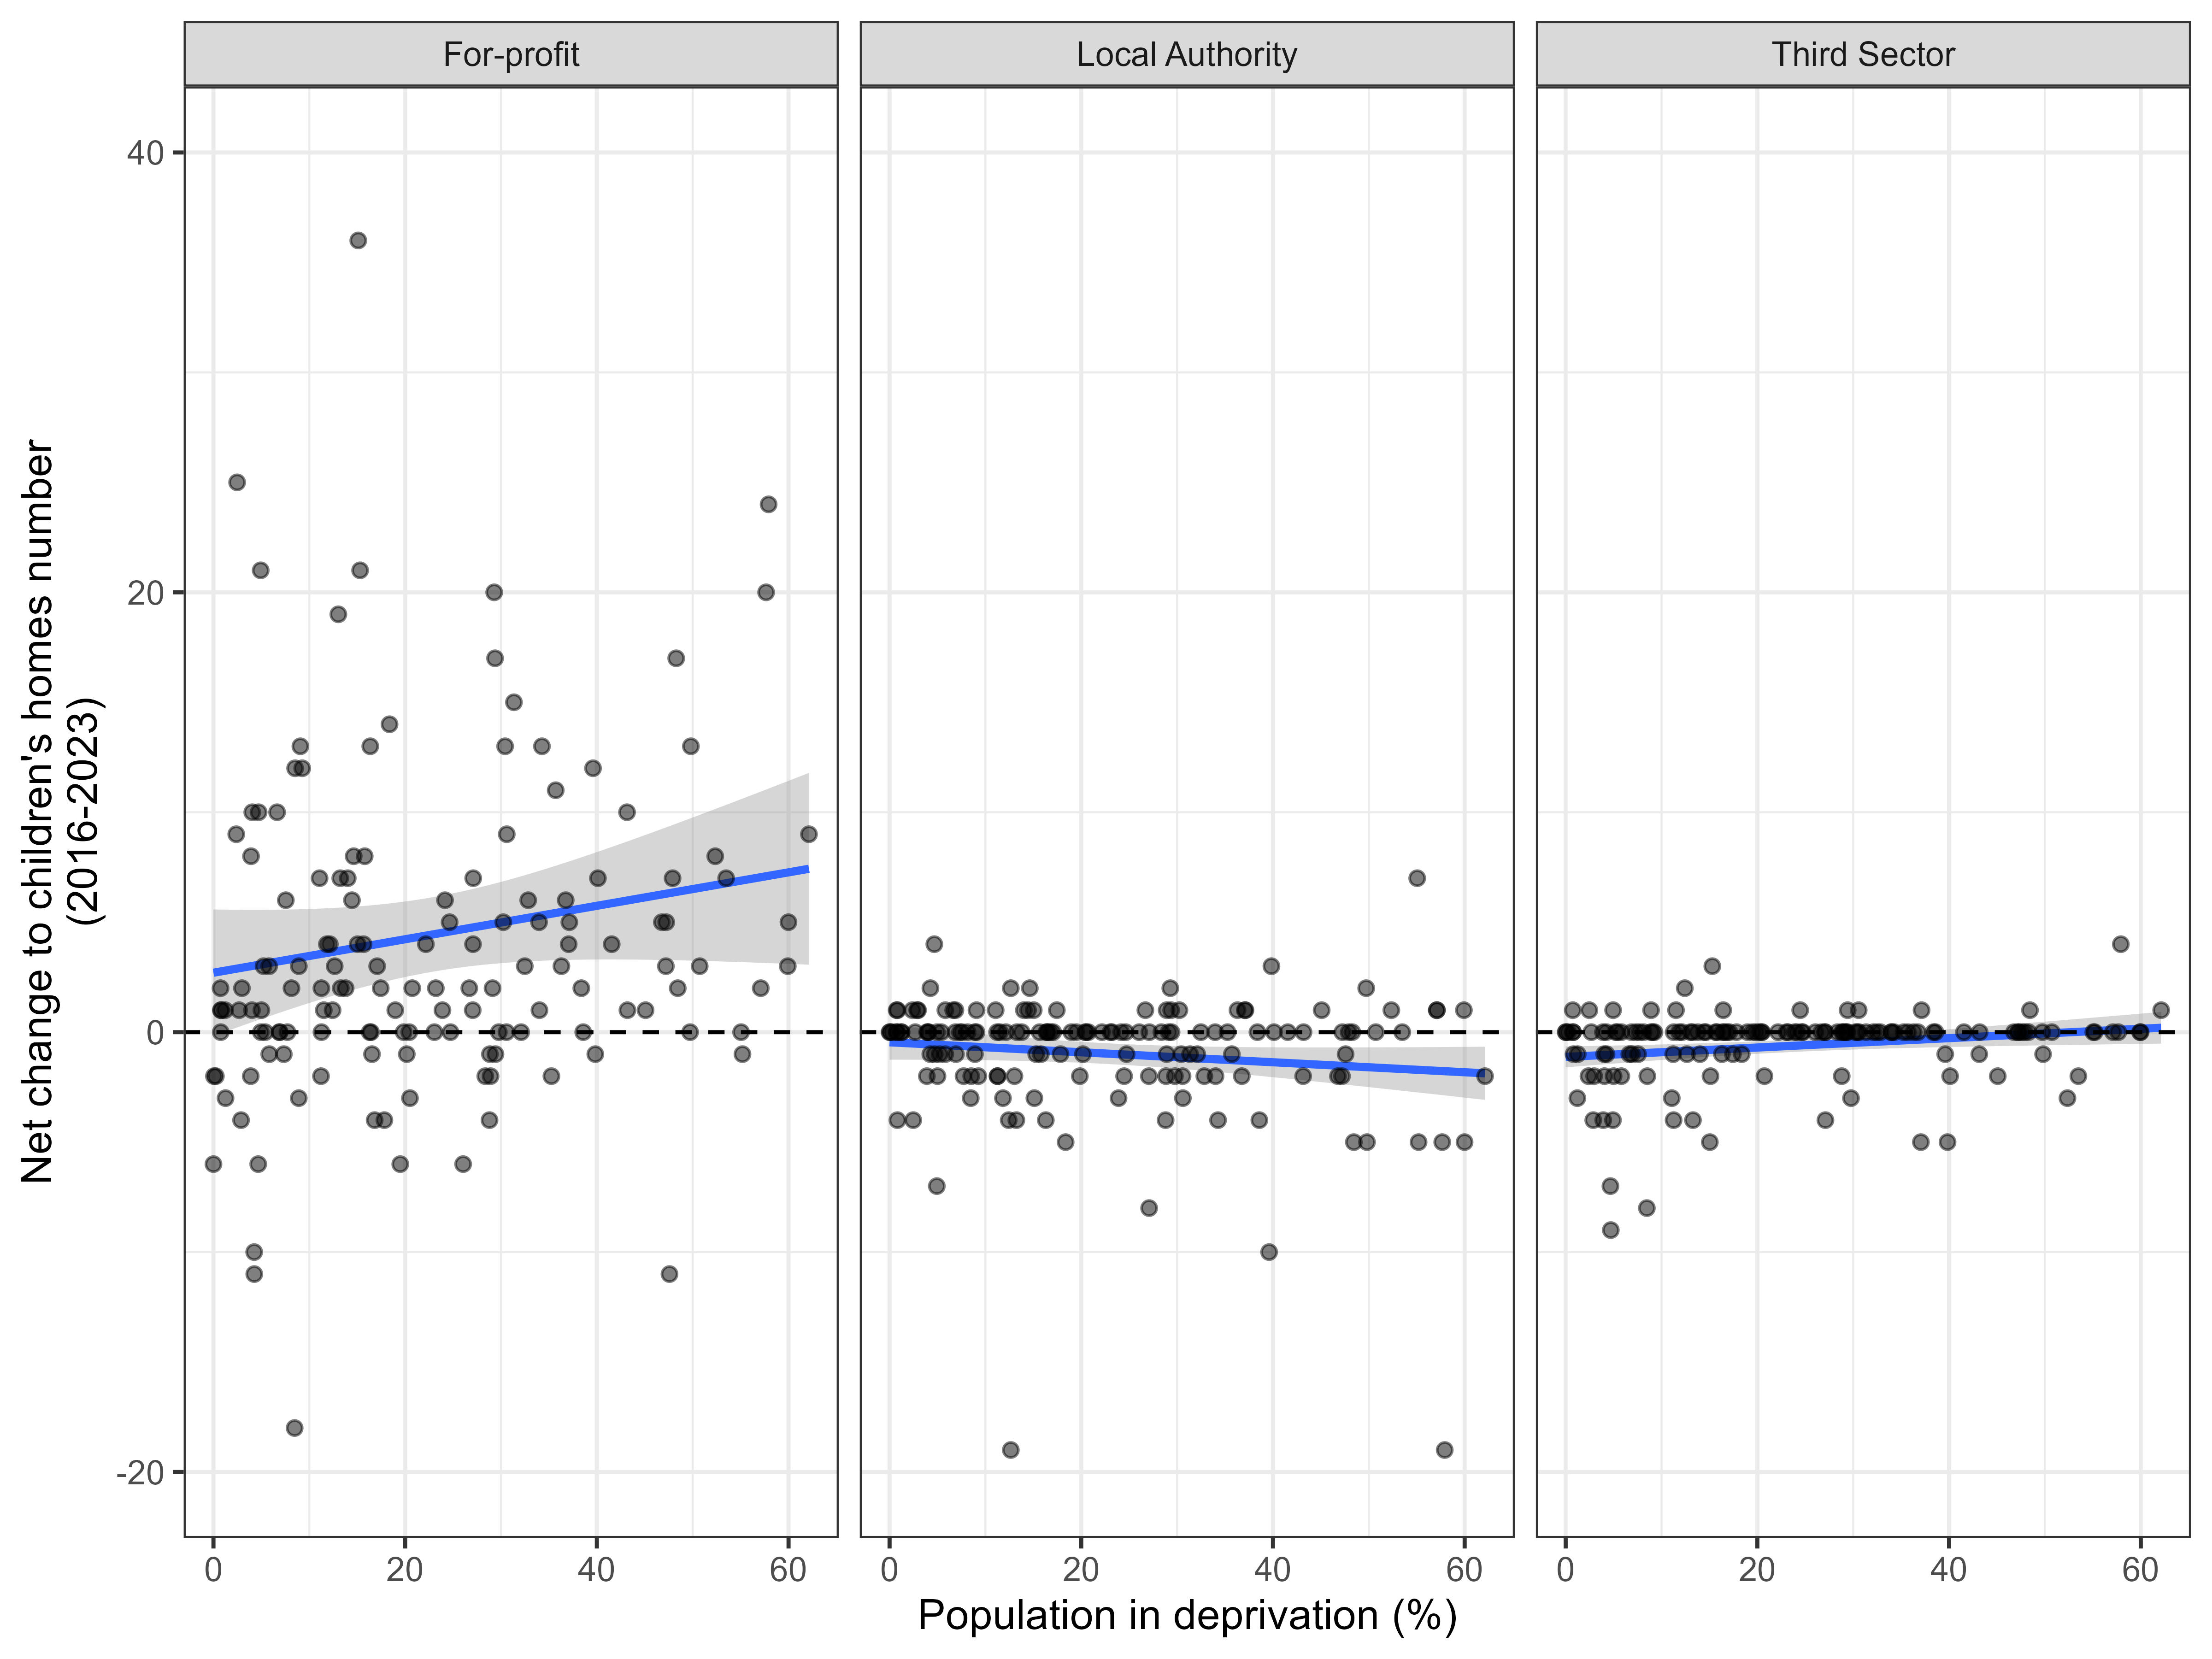 For-profit
Local Authority
Third Sector
Net change to children's homes number
(2016-2023)
40
20
0
-20
0 20 40 60
0 20 40 60
0 20 40 60
Population in deprivation (%)